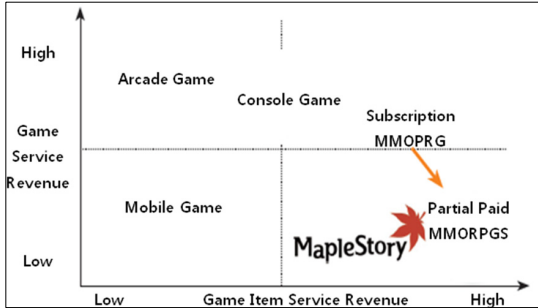 High
Arcade Game
Console Game
Subscription
MMOPRG
Game
Service
Revenue
Mobile Game
Partial Paid
MMORPGS
MapleStory
Low
Low
Game Item Service Revenue
High